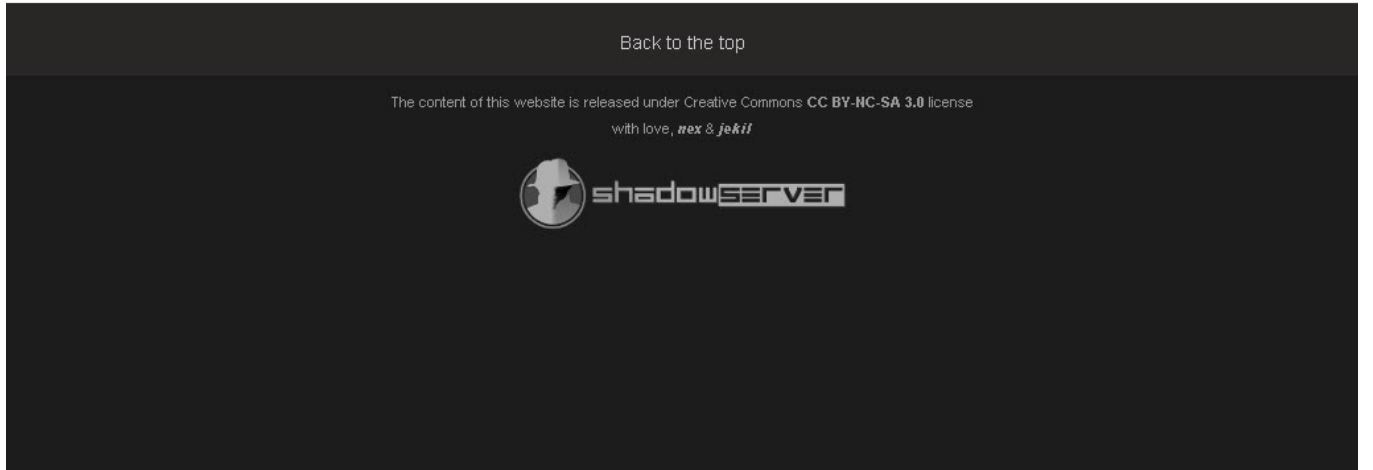 Back to the top
The content of this website is released under Creative Commons CC BY-NC-SA 3.0 license
with love, nex & jekil
shadowserver